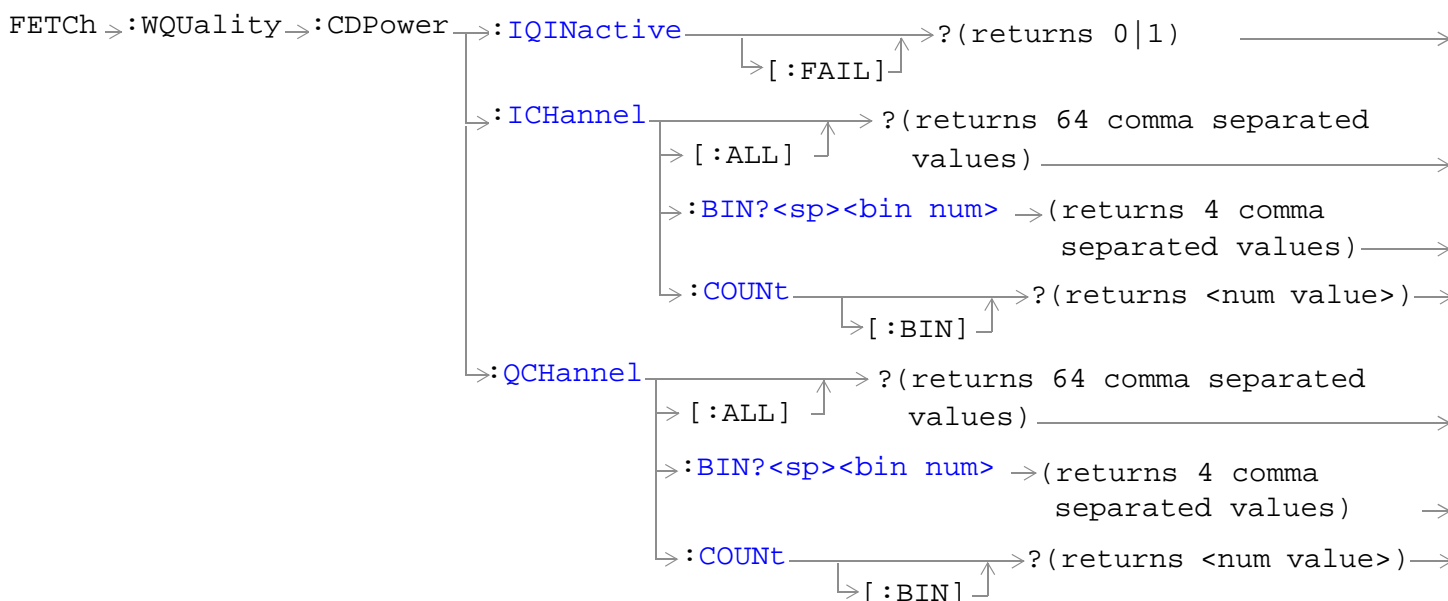 FETCh :WQUality :CDPower :IQINactive ?(returns 0|1)
[:FAIL]
:ICHannel ?(returns 64 comma separated
[:ALL] values)
:BIN?<sp><bin num> (returns 4 comma
separated values)
:COUNt ?(returns <num value>)
[:BIN]
:QCHannel ?(returns 64 comma separated
[:ALL] values)
:BIN?<sp><bin num> (returns 4 comma
separated values)
:COUNt ?(returns <num value>)
[:BIN]